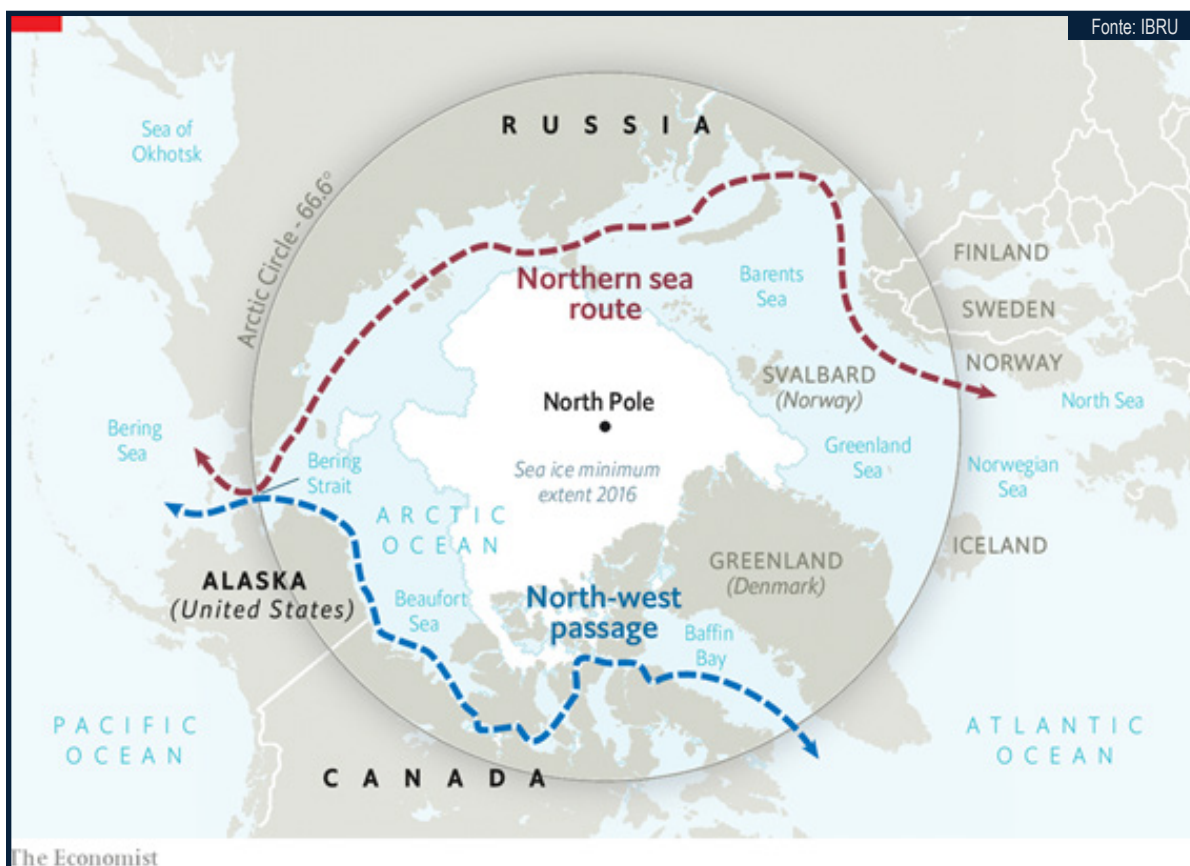 Fonte: IBRU
RUSSIA
Sea of
Okhotsk
Arctic Circle - 66.6°
FINLAND
Northern sea
route
Barents
Sea
SWEDEN
NORWAY
SVALBARD
(Norway)
North Pole
North Sea
Bering
Sea
Bering
Strait
Greenland
Sea
Sea ice minimum
extent 2016
Norwegian
Sea
ARCTIC
OCEAN
ICELAND
GREENLAND
(Denmark)
ALASKA
(United States)
Beaufort
Sea
North-west
passage
Baffin
Bay
PACIFIC
OCEAN
ATLANTIC
OCEAN
CANADA
The Economist